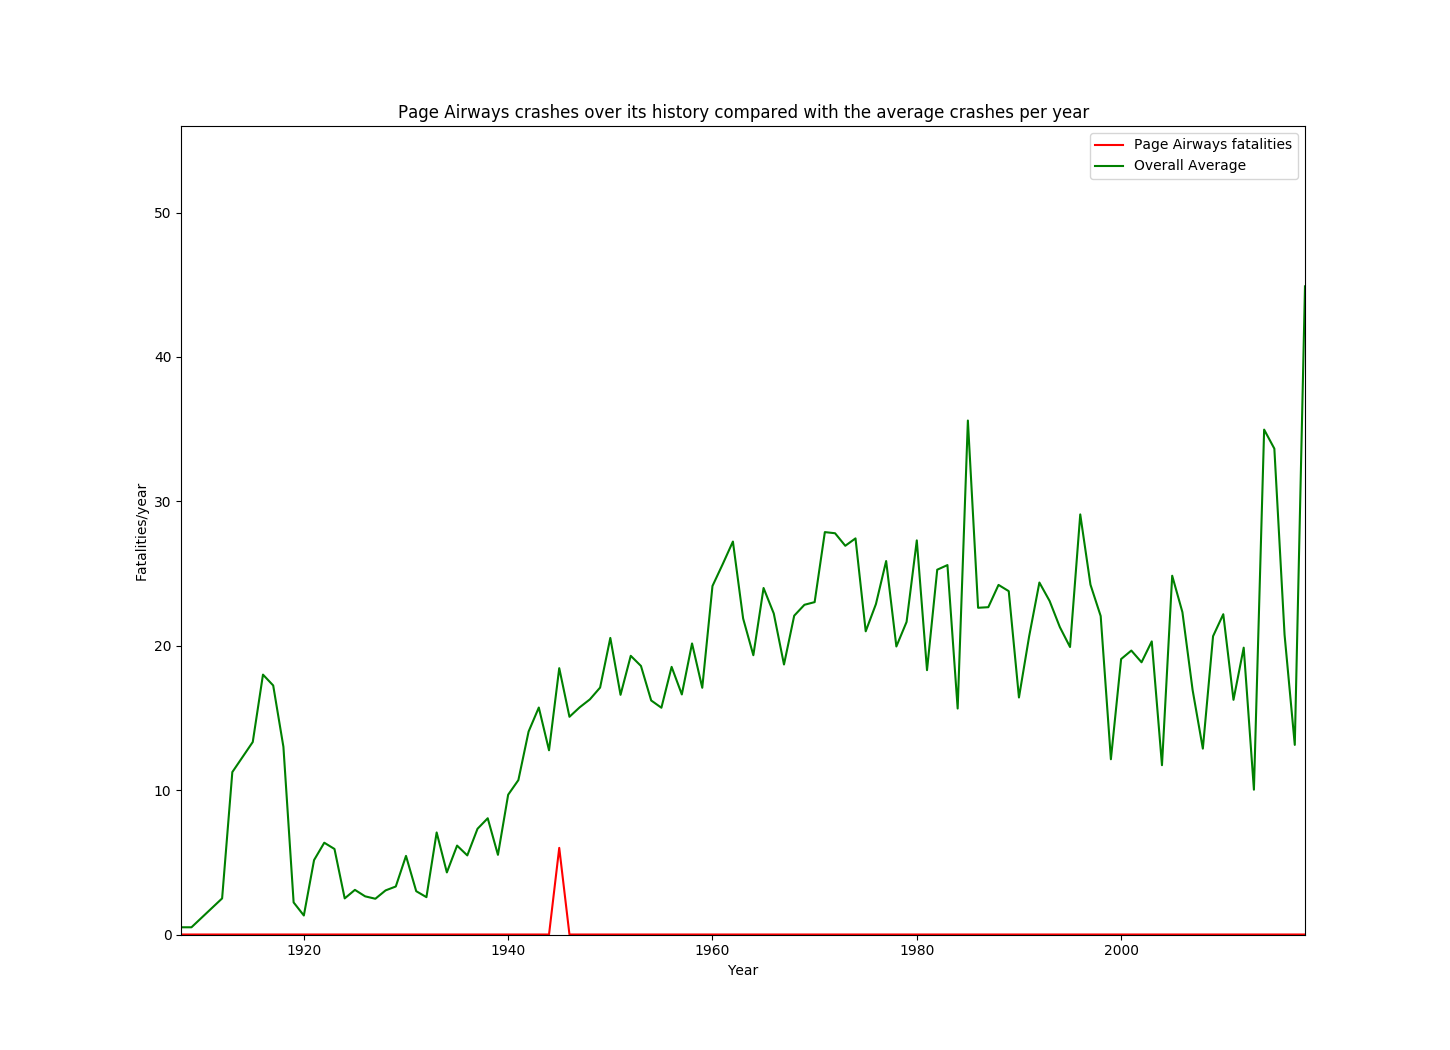 Page Airways crashes over its history compared with the average crashes per year
Page Airways fatalities
Overall Average
50
40
30
20
10
0
Fatalities/year
1920 1940 1960 1980 2000
Year